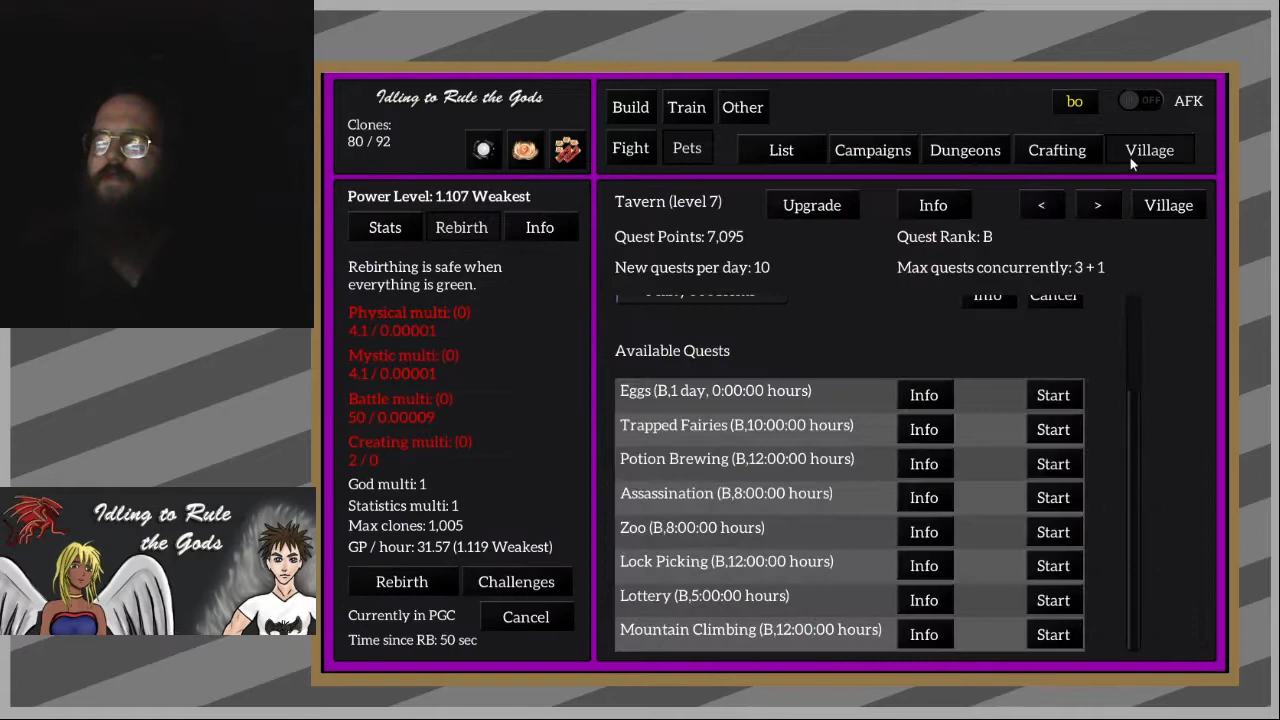 Idling to Rule the Gods
Clones:
80 / 92
Build
Train
Other
bo
OFF
AFK
Fight
Pets
List
Campaigns
Dungeons
Crafting
Village
Power Level: 1.107 Weakest
Stats
Rebirth
Info
Rebirthing is safe when
everything is green.
Physical multi: (0)
4.1 / 0.00001
Mystic multi: (0)
4.1 / 0.00001
Battle multi: (0)
50 / 0.00009
Creating multi: (0)
2 / 0
God multi: 1
Statistics multi: 1
Max clones: 1,005
GP / hour: 31.57 (1.119 Weakest)
Rebirth
Challenges
Currently in PGC
Cancel
Time since RB: 50 sec
Tavern (level 7)
Upgrade
Info
<
>
Village
Quest Points: 7,095
Quest Rank: B
New quests per day: 10
Max quests concurrently: 3 + 1
Info
Cancel
Available Quests
Eggs (B,1 day, 0:00:00 hours)
Info
Start
Trapped Fairies (B,10:00:00 hours)
Info
Start
Potion Brewing (B,12:00:00 hours)
Info
Start
Assassination (B,8:00:00 hours)
Info
Start
Zoo (B,8:00:00 hours)
Info
Start
Lock Picking (B,12:00:00 hours)
Info
Start
Lottery (B,5:00:00 hours)
Info
Start
Mountain Climbing (B,12:00:00 hours)
Info
Start
Idling to Rule
the Gods